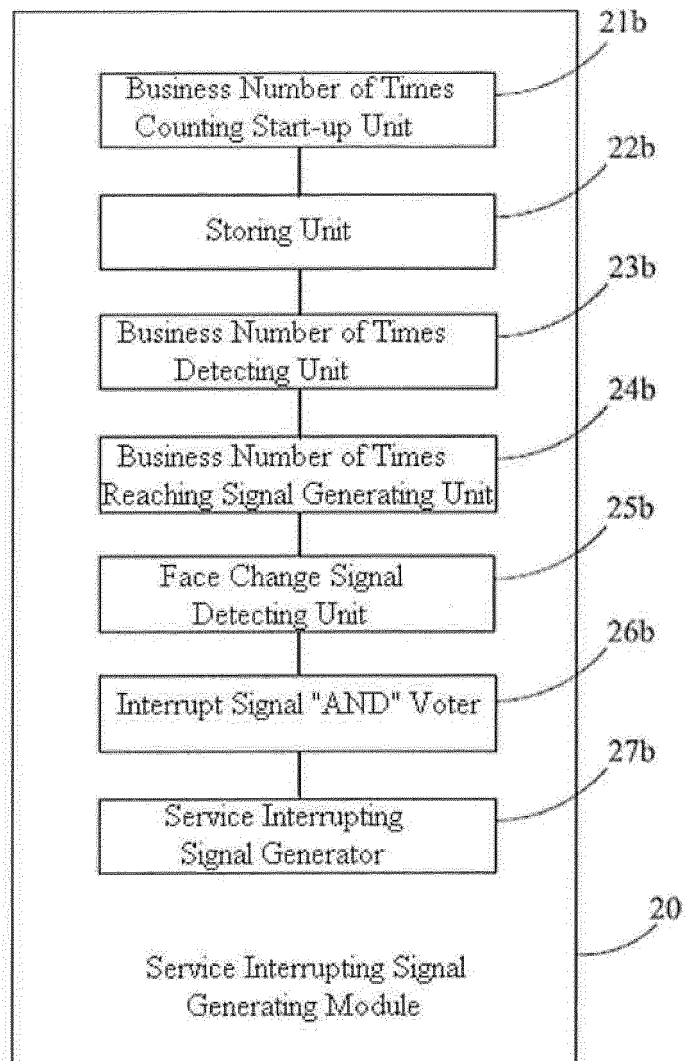 21b
Business Number of Times
Counting Start-up Unit
22b
Storing Unit
23b
Business Number of Times
Detecting Unit
24b
Business Number of Times
Reaching Signal Generating Unit
25b
Face Change Signal
Detecting Unit
26b
Interrupt Signal "AND" Voter
27b
Service Interrupting
Signal Generator
20
Service Interrupting Signal
Generating Module